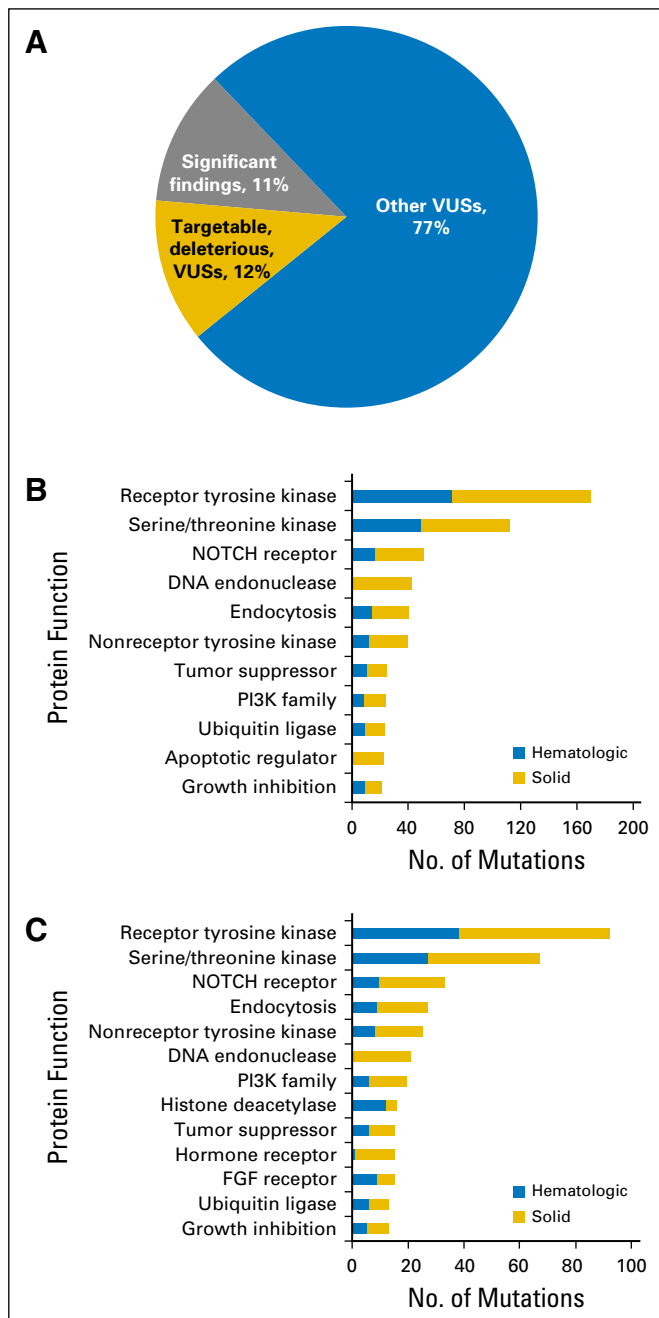 A
Significant
findings, 11%
Other VUSs,
77%
Targetable,
deleterious,
VUSs, 12%
B
Protein Function
Receptor tyrosine kinase
Serine/threonine kinase
NOTCH receptor
DNA endonuclease
Endocytosis
Nonreceptor tyrosine kinase
Tumor suppressor
PI3K family
Ubiquitin ligase
Apoptotic regulator
Growth inhibition
Hematologic
Solid
0 40 80 120 160 200
No. of Mutations
C
Protein Function
Receptor tyrosine kinase
Serine/threonine kinase
NOTCH receptor
Endocytosis
Nonreceptor tyrosine kinase
DNA endonuclease
PI3K family
Histone deacetylase
Tumor suppressor
Hormone receptor
FGF receptor
Ubiquitin ligase
Growth inhibition
Hematologic
Solid
0 20 40 60 80 100
No. of Mutations